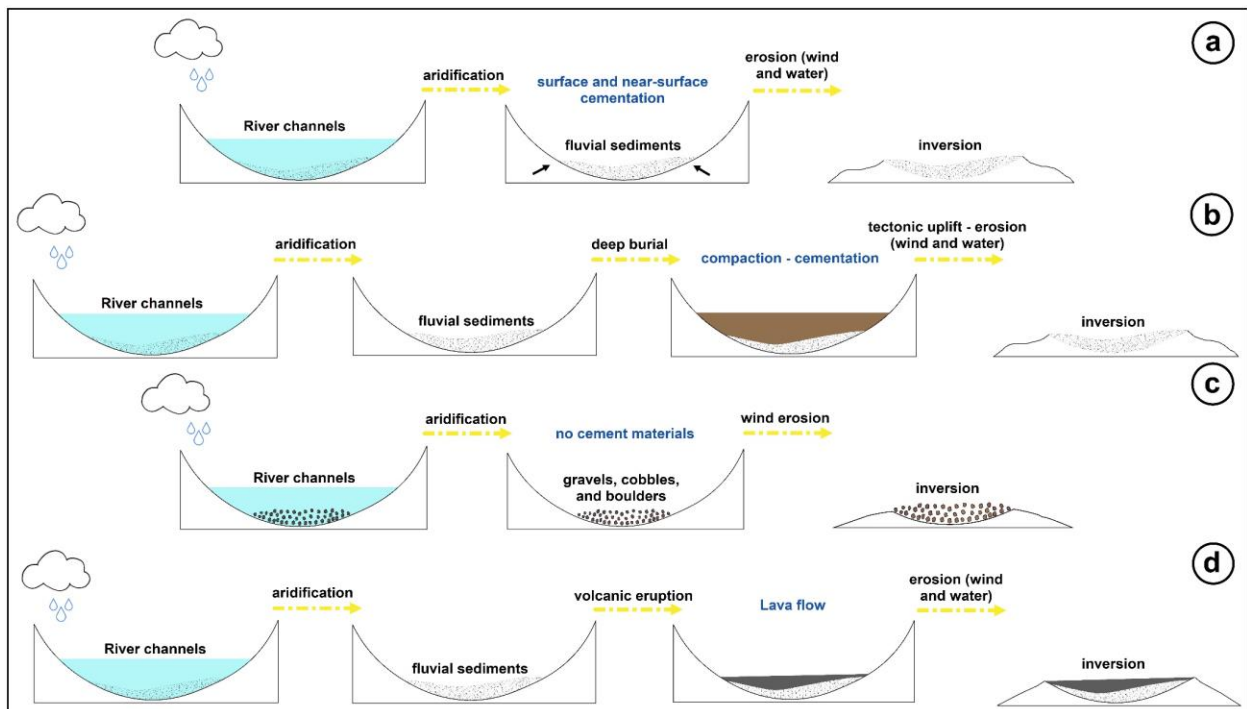 a
aridification
surface and near-surface
cementation
erosion (wind
and water)
River channels
fluvial sediments
inversion
b
aridification
deep burial
compaction - cementation
tectonic uplift - erosion
(wind and water)
River channels
fluvial sediments
inversion
c
aridification
no cement materials
wind erosion
River channels
gravels, cobbles,
and boulders
inversion
d
aridification
volcanic eruption
Lava flow
erosion (wind
and water)
River channels
fluvial sediments
inversion